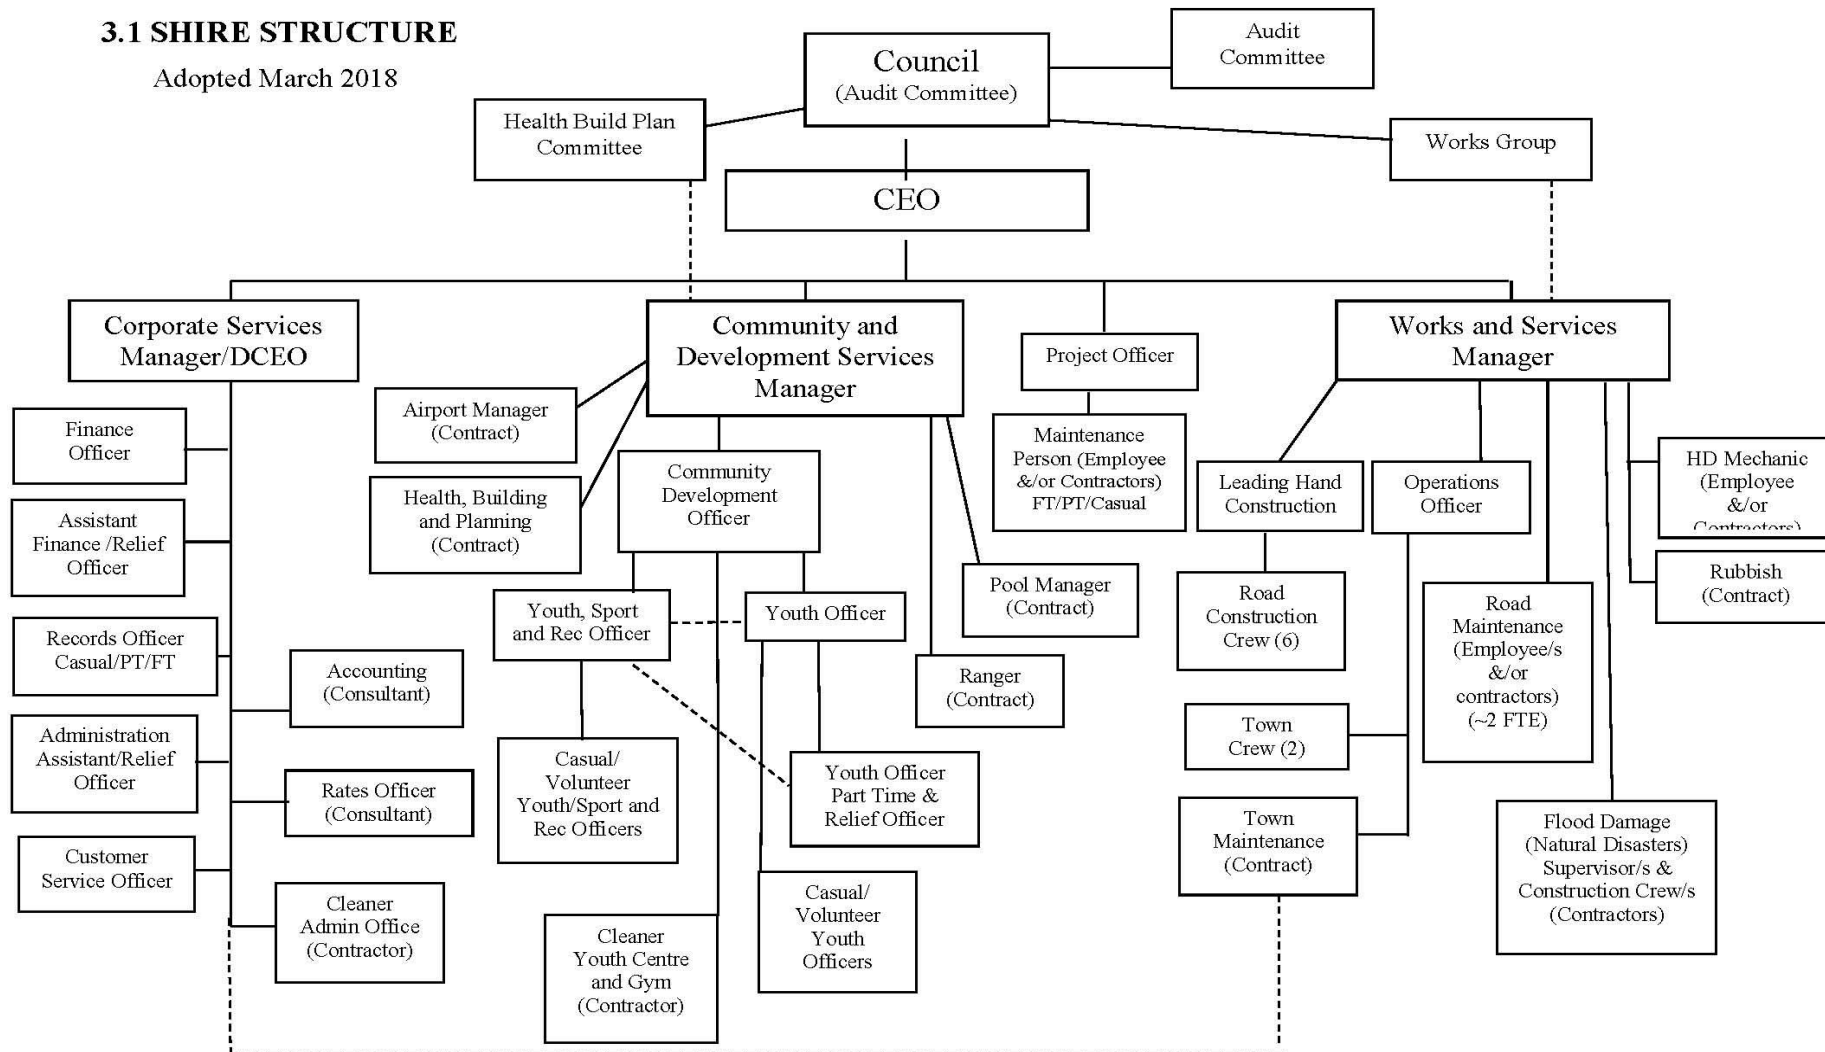 3.1 SHIRE STRUCTURE
Adopted March 2018
Council
(Audit Committee)
Audit
Committee
Health Build Plan
Committee
Works Group
CEO
Corporate Services
Manager/DCEO
Community and
Development Services
Manager
Project Officer
Works and Services
Manager
Finance
Officer
Assistant
Finance /Relief
Officer
Records Officer
Casual/PT/FT
Administration
Assistant/Relief
Officer
Customer
Service Officer
Accounting
(Consultant)
Rates Officer
(Consultant)
Cleaner
Admin Office
(Contractor)
Airport Manager
(Contract)
Health, Building
and Planning
(Contract)
Community
Development
Officer
Youth, Sport
and Rec Officer
Youth Officer
Casual/
Volunteer
Youth/Sport and
Rec Officers
Youth Officer
Part Time &
Relief Officer
Cleaner
Youth Centre
and Gym
(Contractor)
Casual/
Volunteer
Youth
Officers
Pool Manager
(Contract)
Ranger
(Contract)
Maintenance
Person (Employee
&/or Contractors)
FT/PT/Casual
Leading Hand
Construction
Operations
Officer
HD Mechanic
(Employee
&/or
Contractors)
Rubbish
(Contract)
Road
Construction
Crew (6)
Road
Maintenance
(Employee/s
&/or
contractors)
(~2 FTE)
Town
Crew (2)
Town
Maintenance
(Contract)
Flood Damage
(Natural Disasters)
Supervisor/s &
Construction Crew/s
(Contractors)